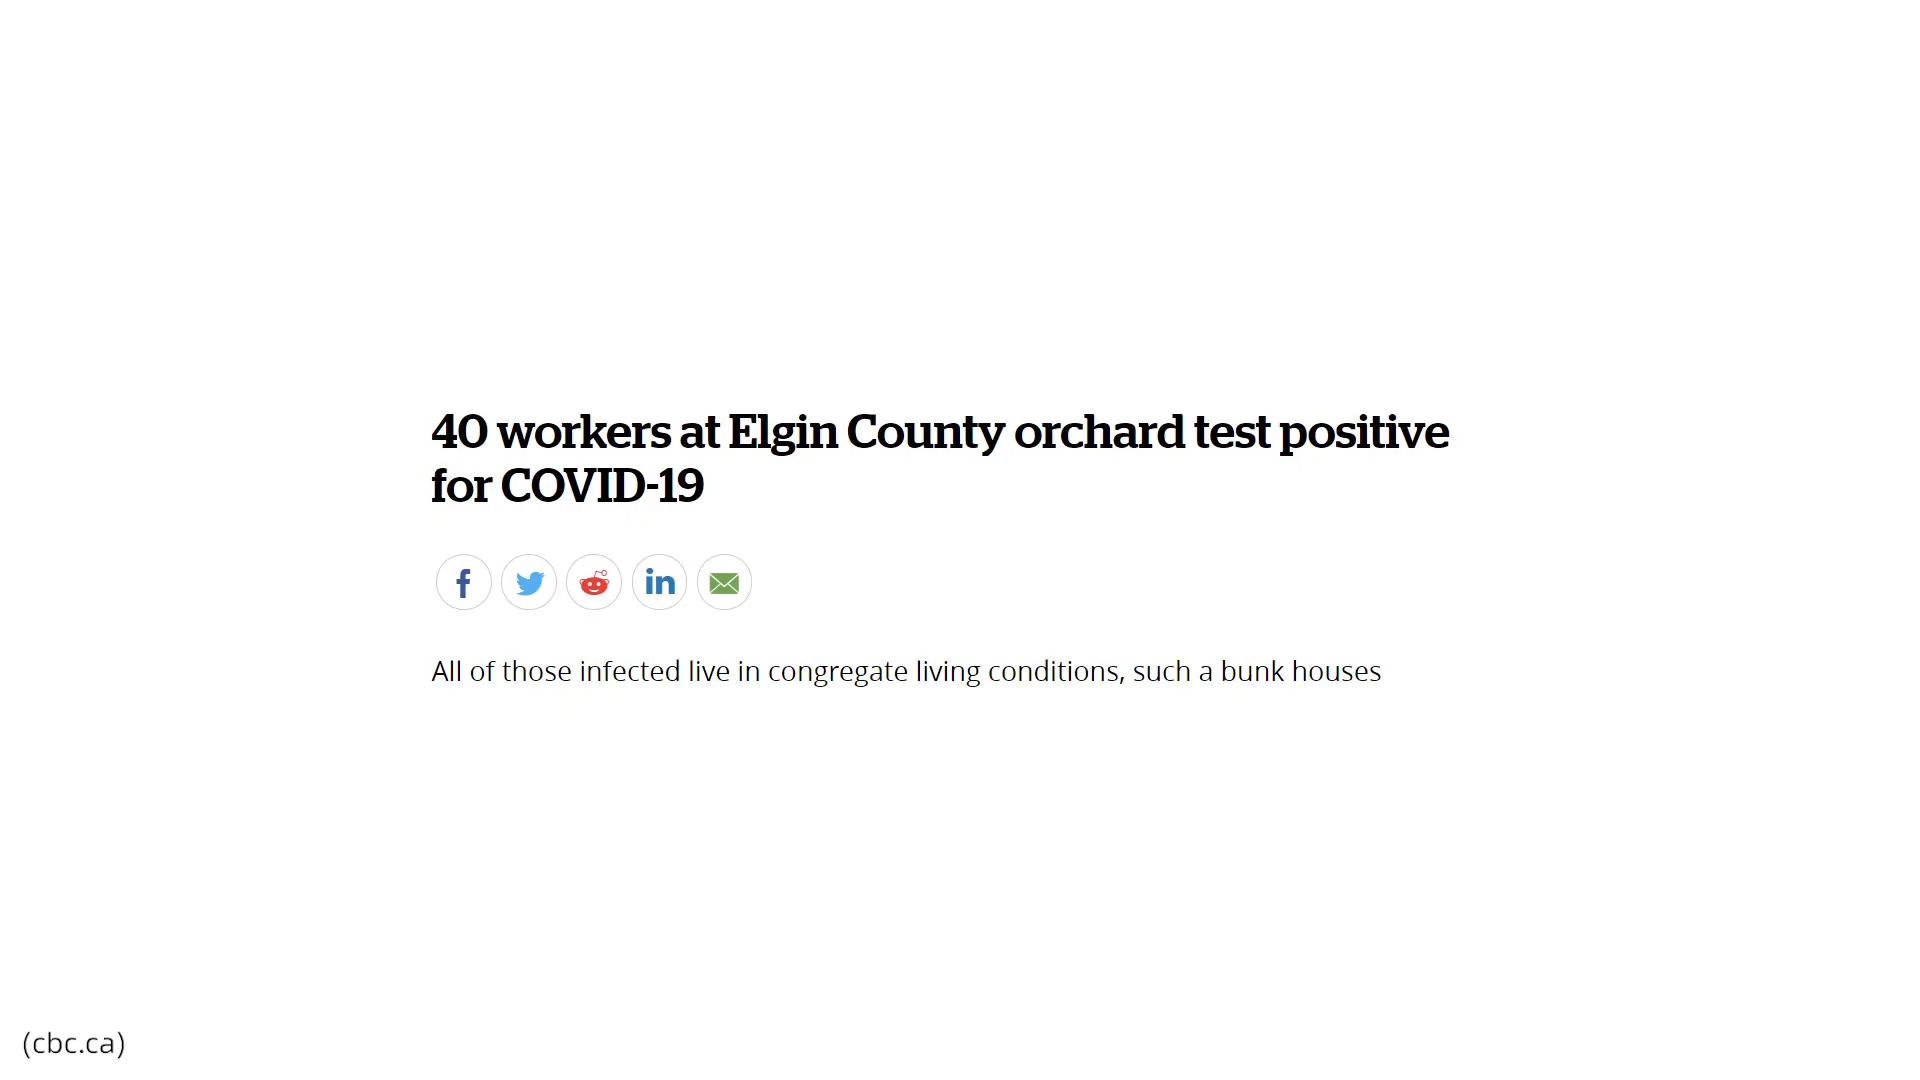 40 workers at Elgin County orchard test positive
for COVID-19
f
in
All of those infected live in congregate living conditions, such a bunk houses
(cbc.ca)